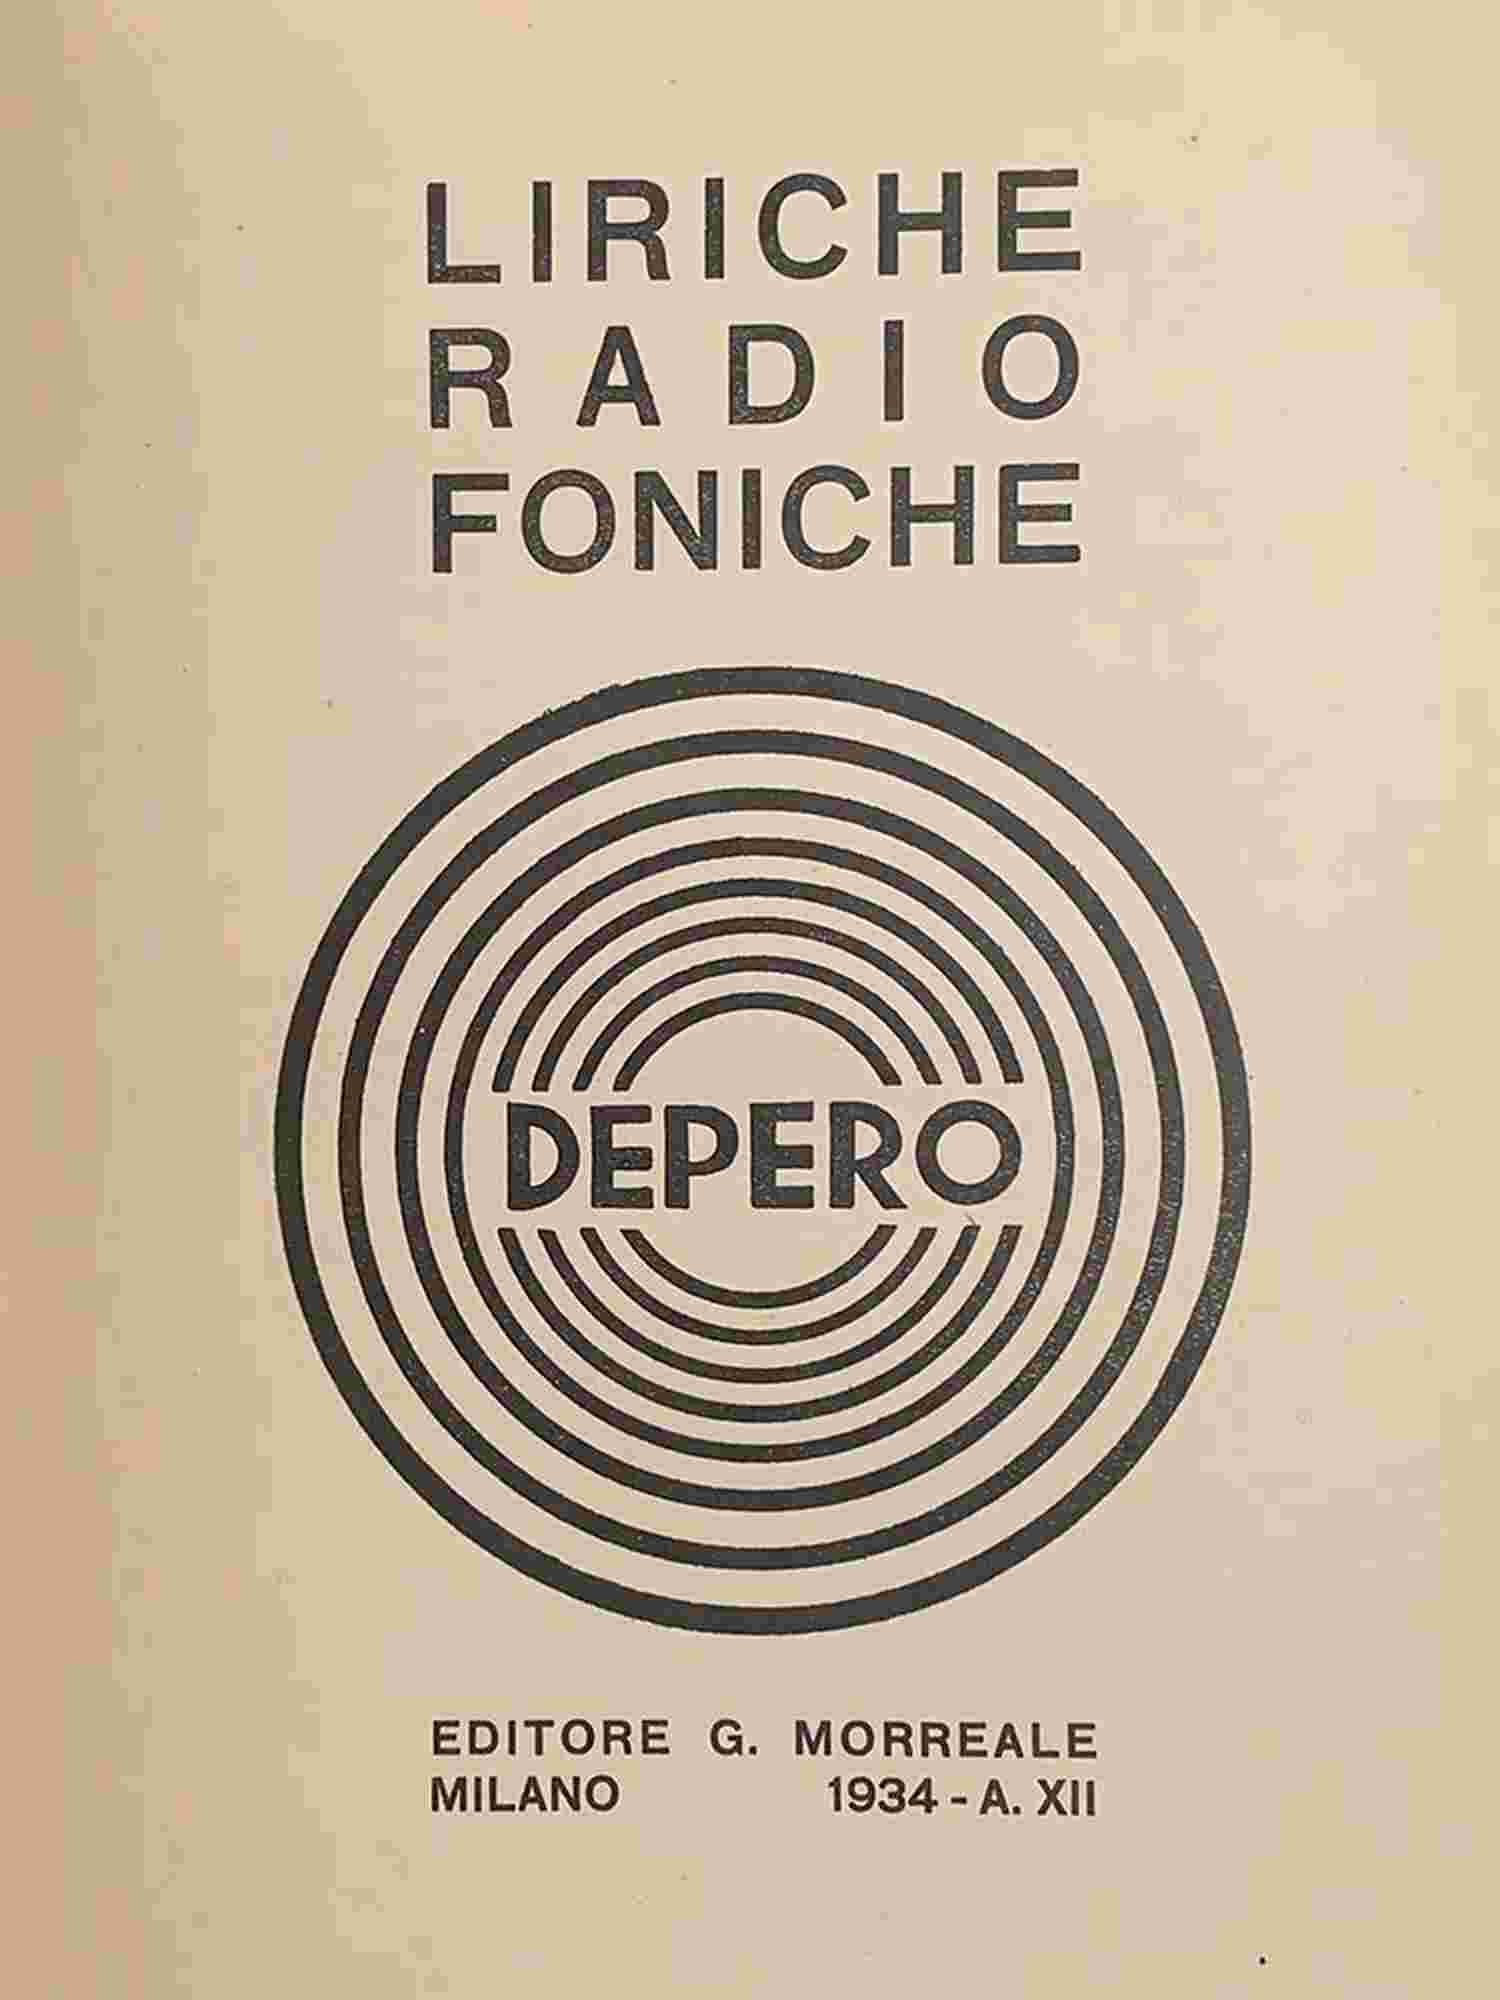 LIRICHE
RADIO
FONICHE
DEPERO
EDITORE G. MORREALE
MILANO 1934 - A. XII